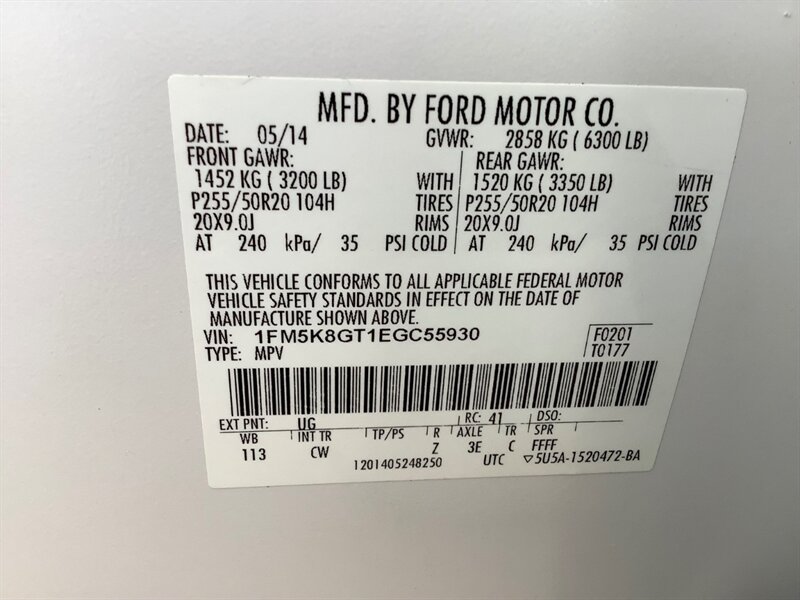 MFD. BY FORD MOTOR CO.
DATE: 05/14 GVWR: 2858 KG ( 6300 LB)
FRONT GAWR: REAR GAWR:
1452 KG ( 3200 LB) WITH 1520 KG ( 3350 LB) WITH
P255/50R20 104H TIRES P255/50R20 104H TIRES
20X9.0J RIMS 20X9.0J RIMS
AT 240 kPa/ 35 PSI COLD AT 240 kPa/ 35 PSI COLD
THIS VEHICLE CONFORMS TO ALL APPLICABLE FEDERAL MOTOR
VEHICLE SAFETY STANDARDS IN EFFECT ON THE DATE OF
MANUFACTURE SHOWN ABOVE.
VIN: 1FM5K8GT1EGC55930 F0201
TYPE: MPV T0177
EXT PNT: UG RC: 41 DSO:
WB INT TR TP/PS R AXLE TR SPR
113 CW Z 3E C FFFF
1201405248250 UTC ▽5U5A-1520472-BA